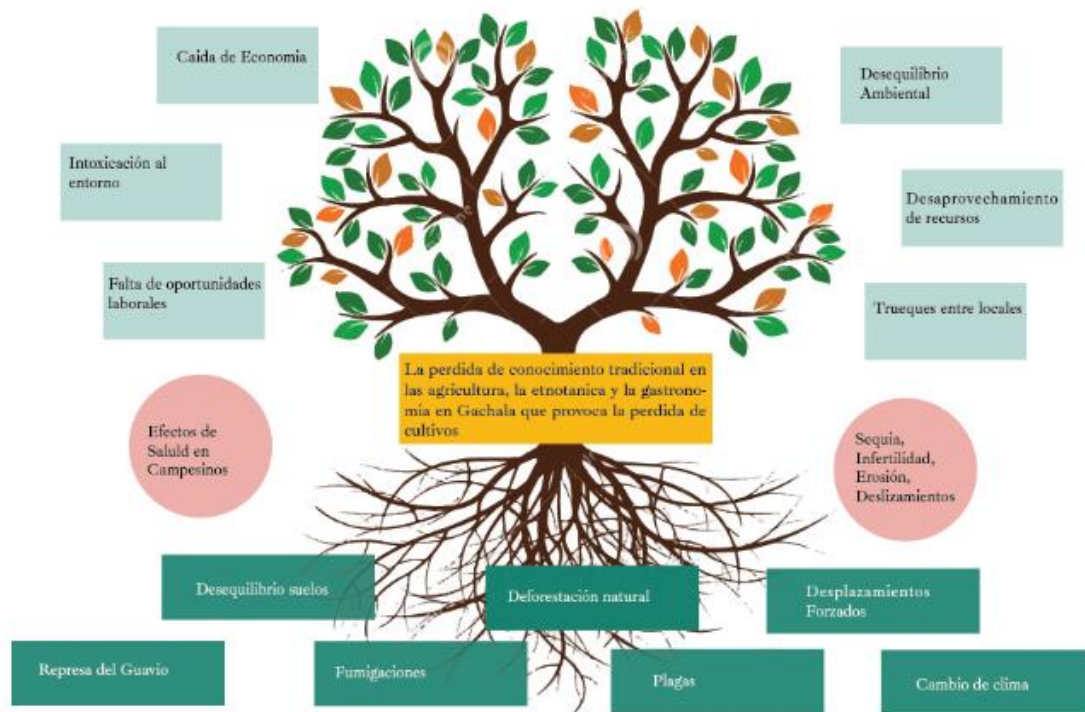 Caida de Economia
Desequilibrio
Ambiental
Intoxicación al
entorno
Desaprovechamiento
de recursos
Falta de oportunidades
laborales
Trueques entre locales
La perdida de conocimiento tradicional en
las agricultura, la etnotanica y la gastrono-
mia en Gachala que provoca la perdida de
cultivos
Efectos de
Saluld en
Campesinos
Sequia,
Infertilidad,
Erosión,
Deslizamientos
Desequilibrio suelos
Deforestación natural
Desplazamientos
Forzados
Represa del Guavio
Fumigaciones
Plagas
Cambio de clima